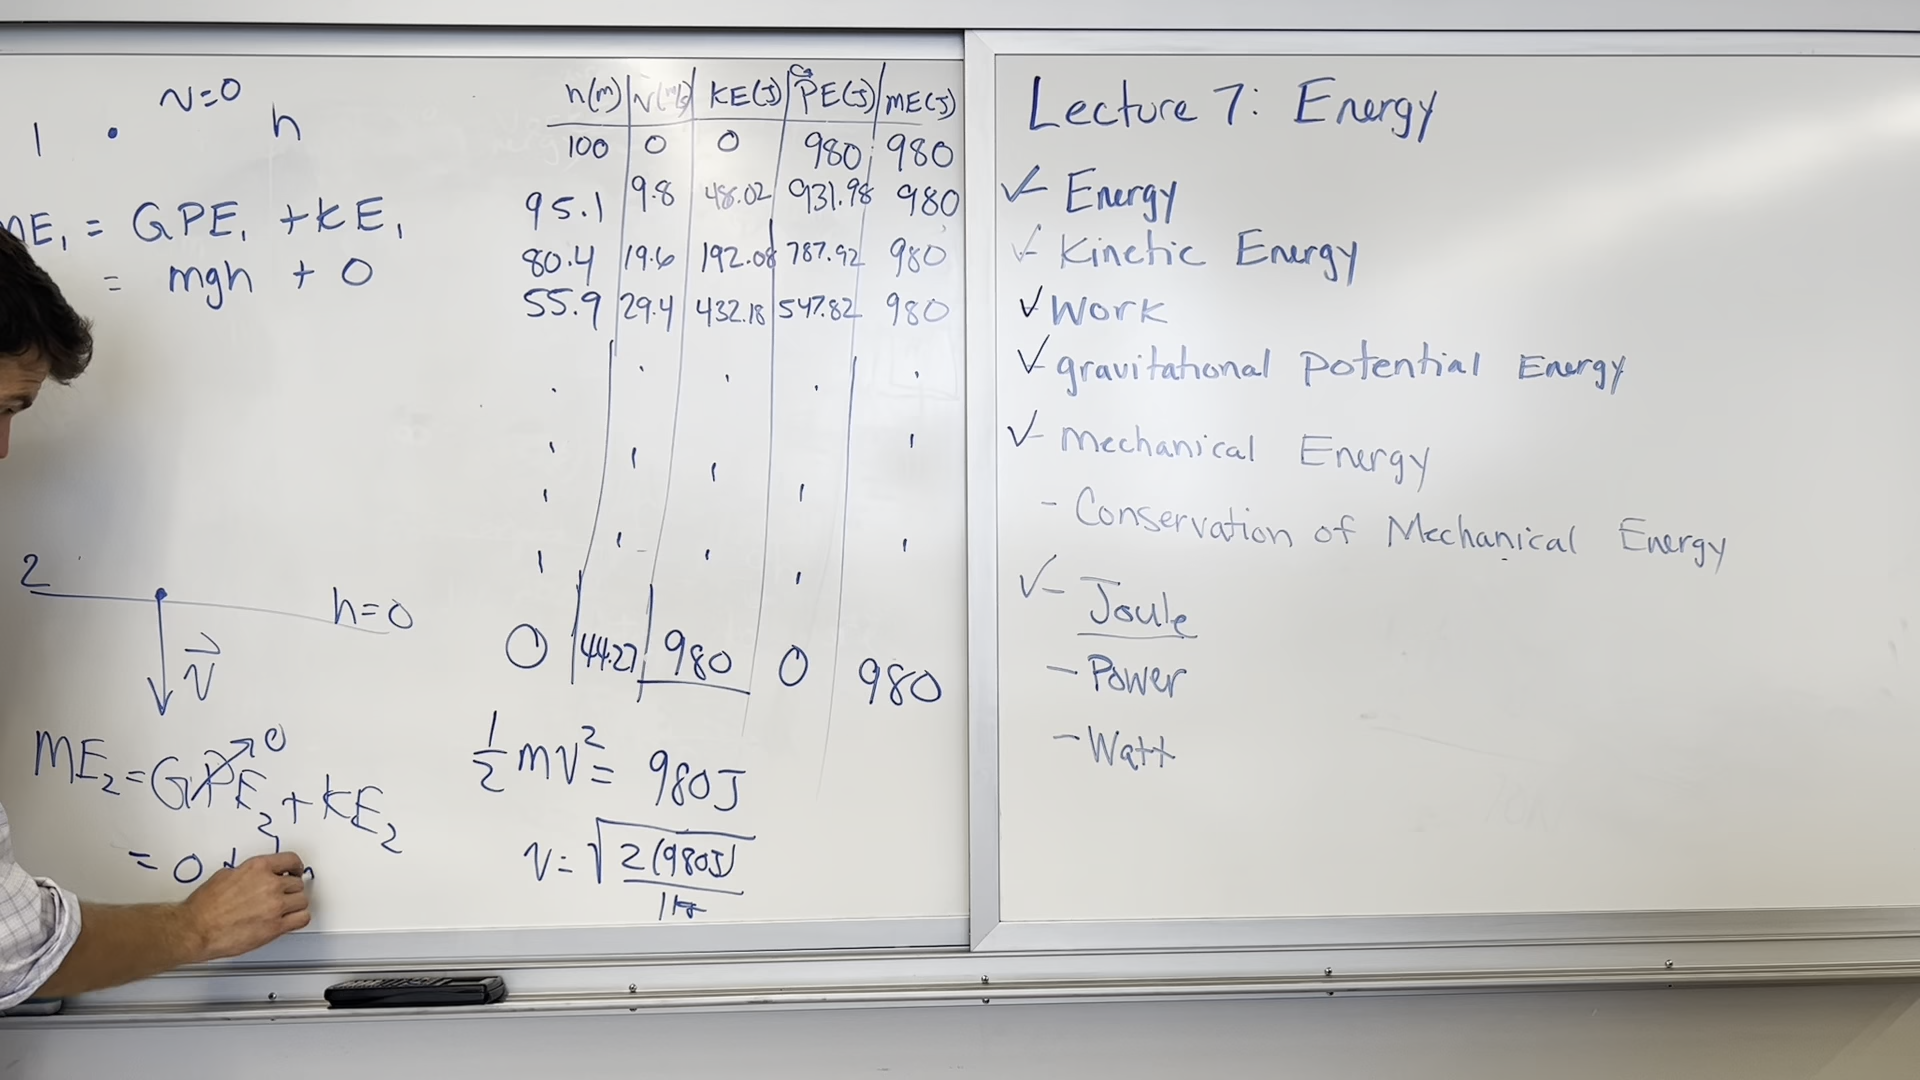 v=0
1 h
ME₁ = GPE₁ + KE₁
= mgh + 0
2
h=0
v⃗
ME₂ = GPE₂ + KE₂
0
= 0 +
h(m) v(m/s) KE(J) GPE(J) ME(J)
100 0 0 980 980
95.1 9.8 48.02 931.98 980
80.4 19.6 192.08 787.92 980
55.9 29.4 432.18 547.82 980
0 44.27 980 0 980
½mv² = 980J
v = √2(980J)
1kg
Lecture 7: Energy
✓- Energy
✓- Kinetic Energy
✓ Work
✓ gravitational Potential Energy
✓- Mechanical Energy
- Conservation of Mechanical Energy
✓- Joule
- Power
- Watt